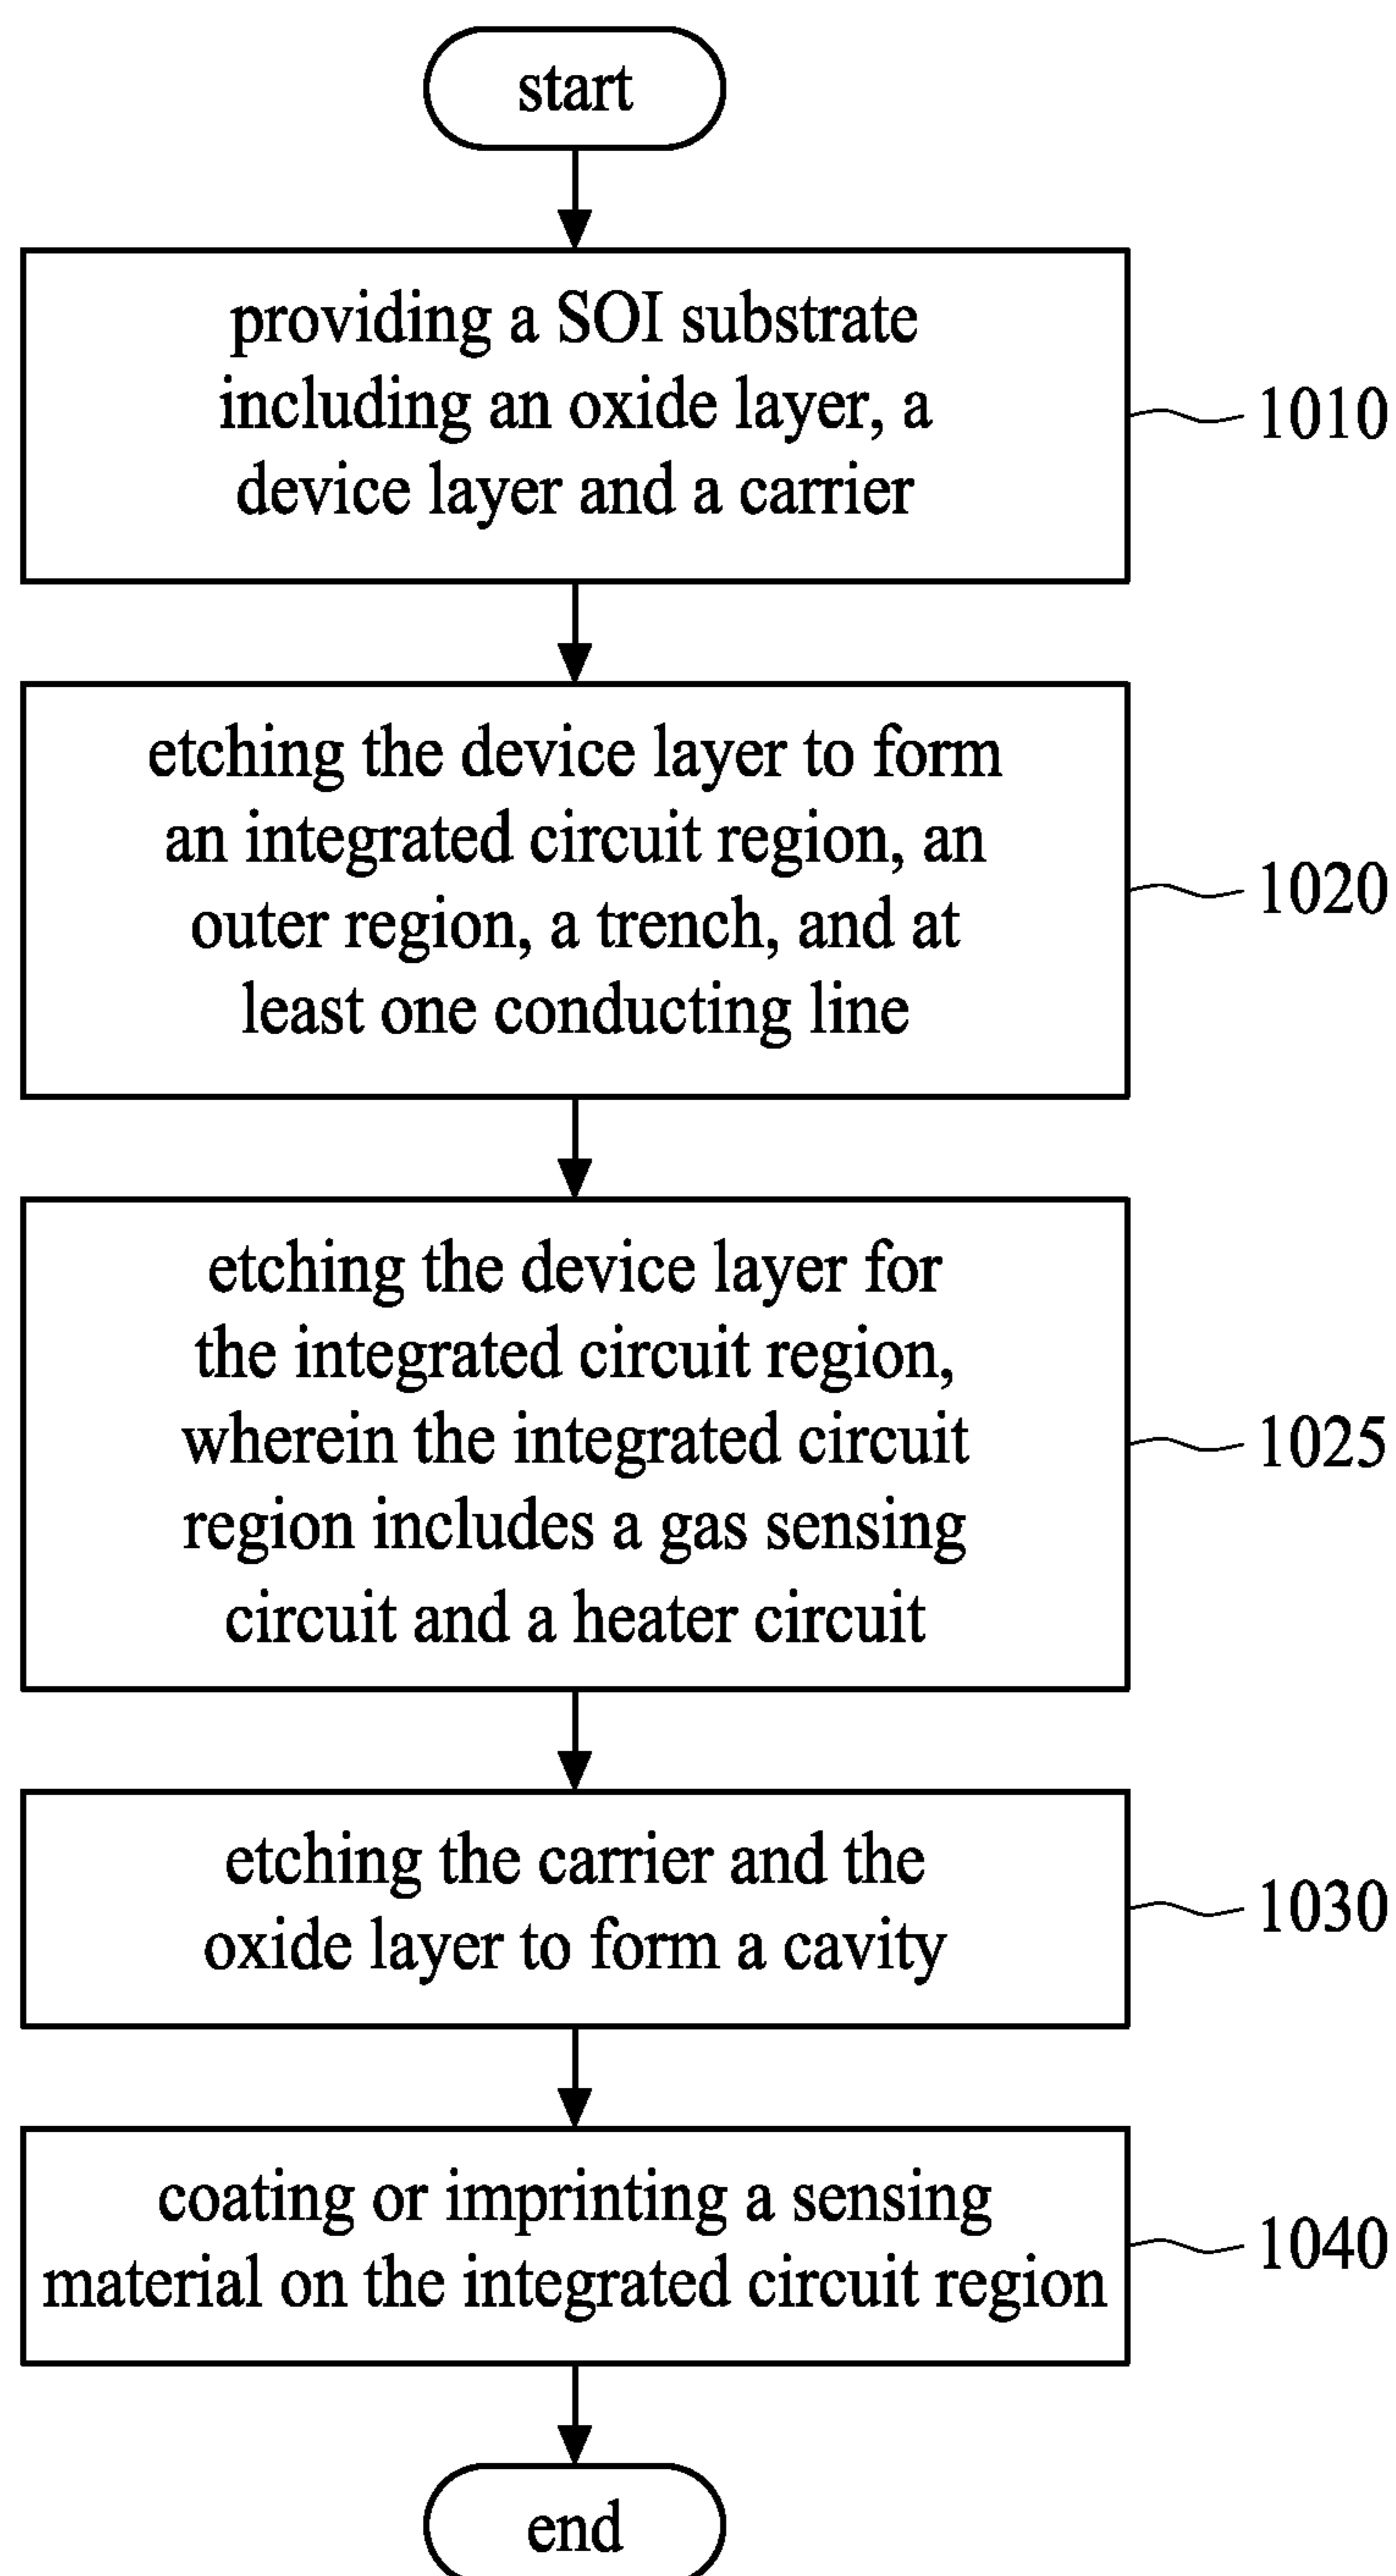 start
providing a SOI substrate
including an oxide layer, a
device layer and a carrier
1010
etching the device layer to form
an integrated circuit region, an
outer region, a trench, and at
least one conducting line
1020
etching the device layer for
the integrated circuit region,
wherein the integrated circuit
region includes a gas sensing
circuit and a heater circuit
1025
etching the carrier and the
oxide layer to form a cavity
1030
coating or imprinting a sensing
material on the integrated circuit region
1040
end